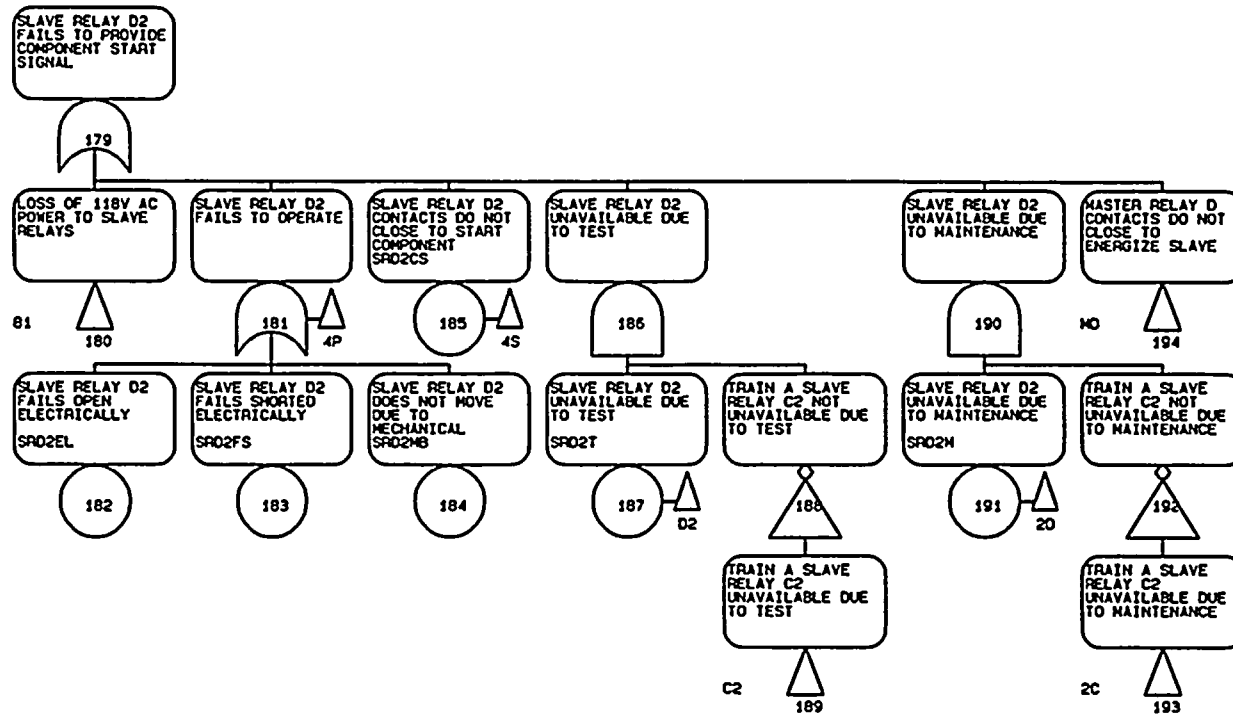 SLAVE RELAY D2
FAILS TO PROVIDE
COMPONENT START
SIGNAL
179
LOSS OF 118V AC
POWER TO SLAVE
RELAYS
81
180
SLAVE RELAY D2
FAILS TO OPERATE
181
4P
SLAVE RELAY D2
CONTACTS DO NOT
CLOSE TO START
COMPONENT
SRD2CS
185
4S
SLAVE RELAY D2
UNAVAILABLE DUE
TO TEST
186
SLAVE RELAY D2
UNAVAILABLE DUE
TO MAINTENANCE
190
MASTER RELAY D
CONTACTS DO NOT
CLOSE TO
ENERGIZE SLAVE
MO
194
SLAVE RELAY D2
FAILS OPEN
ELECTRICALLY
SRD2EL
182
SLAVE RELAY D2
FAILS SHORTED
ELECTRICALLY
SRD2FS
183
SLAVE RELAY D2
DOES NOT MOVE
DUE TO
MECHANICAL
SRD2MB
184
SLAVE RELAY D2
UNAVAILABLE DUE
TO TEST
SRD2T
187
D2
TRAIN A SLAVE
RELAY C2 NOT
UNAVAILABLE DUE
TO TEST
188
SLAVE RELAY D2
UNAVAILABLE DUE
TO MAINTENANCE
SRD2M
191
2D
TRAIN A SLAVE
RELAY C2 NOT
UNAVAILABLE DUE
TO MAINTENANCE
192
TRAIN A SLAVE
RELAY C2
UNAVAILABLE DUE
TO TEST
C2
189
TRAIN A SLAVE
RELAY C2
UNAVAILABLE DUE
TO MAINTENANCE
2C
193